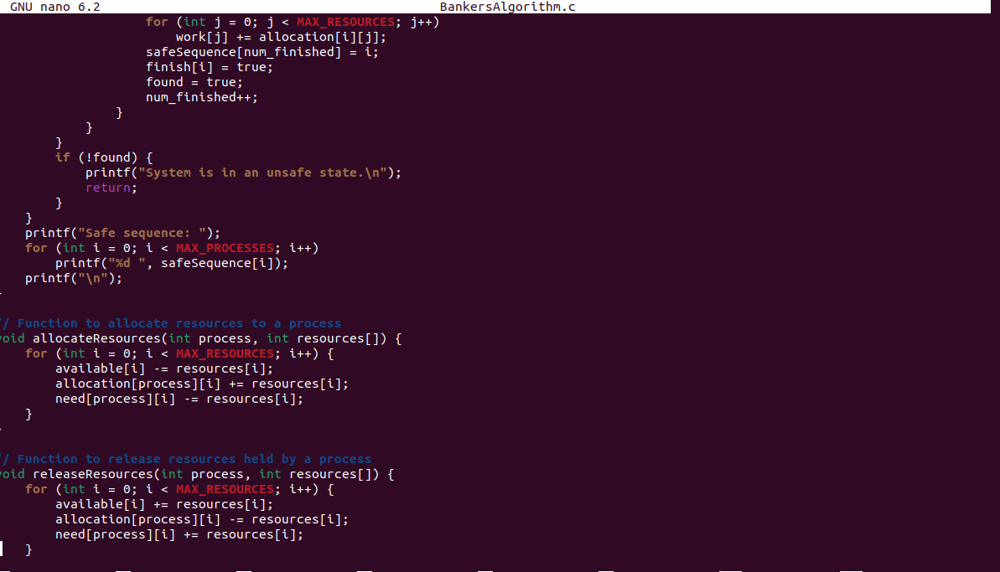 GNU nano 6.2 BankersAlgorithm.c
for (int j = 0; j < MAX_RESOURCES; j++)
work[j] += allocation[i][j];
safeSequence[num_finished] = i;
finish[i] = true;
found = true;
num_finished++;
}
}
}
if (!found) {
printf("System is in an unsafe state.\n");
return;
}
}
printf("Safe sequence: ");
for (int i = 0; i < MAX_PROCESSES; i++)
printf("%d ", safeSequence[i]);
printf("\n");
// Function to allocate resources to a process
void allocateResources(int process, int resources[]) {
for (int i = 0; i < MAX_RESOURCES; i++) {
available[i] -= resources[i];
allocation[process][i] += resources[i];
need[process][i] -= resources[i];
}
// Function to release resources held by a process
void releaseResources(int process, int resources[]) {
for (int i = 0; i < MAX_RESOURCES; i++) {
available[i] += resources[i];
allocation[process][i] -= resources[i];
need[process][i] += resources[i];
}